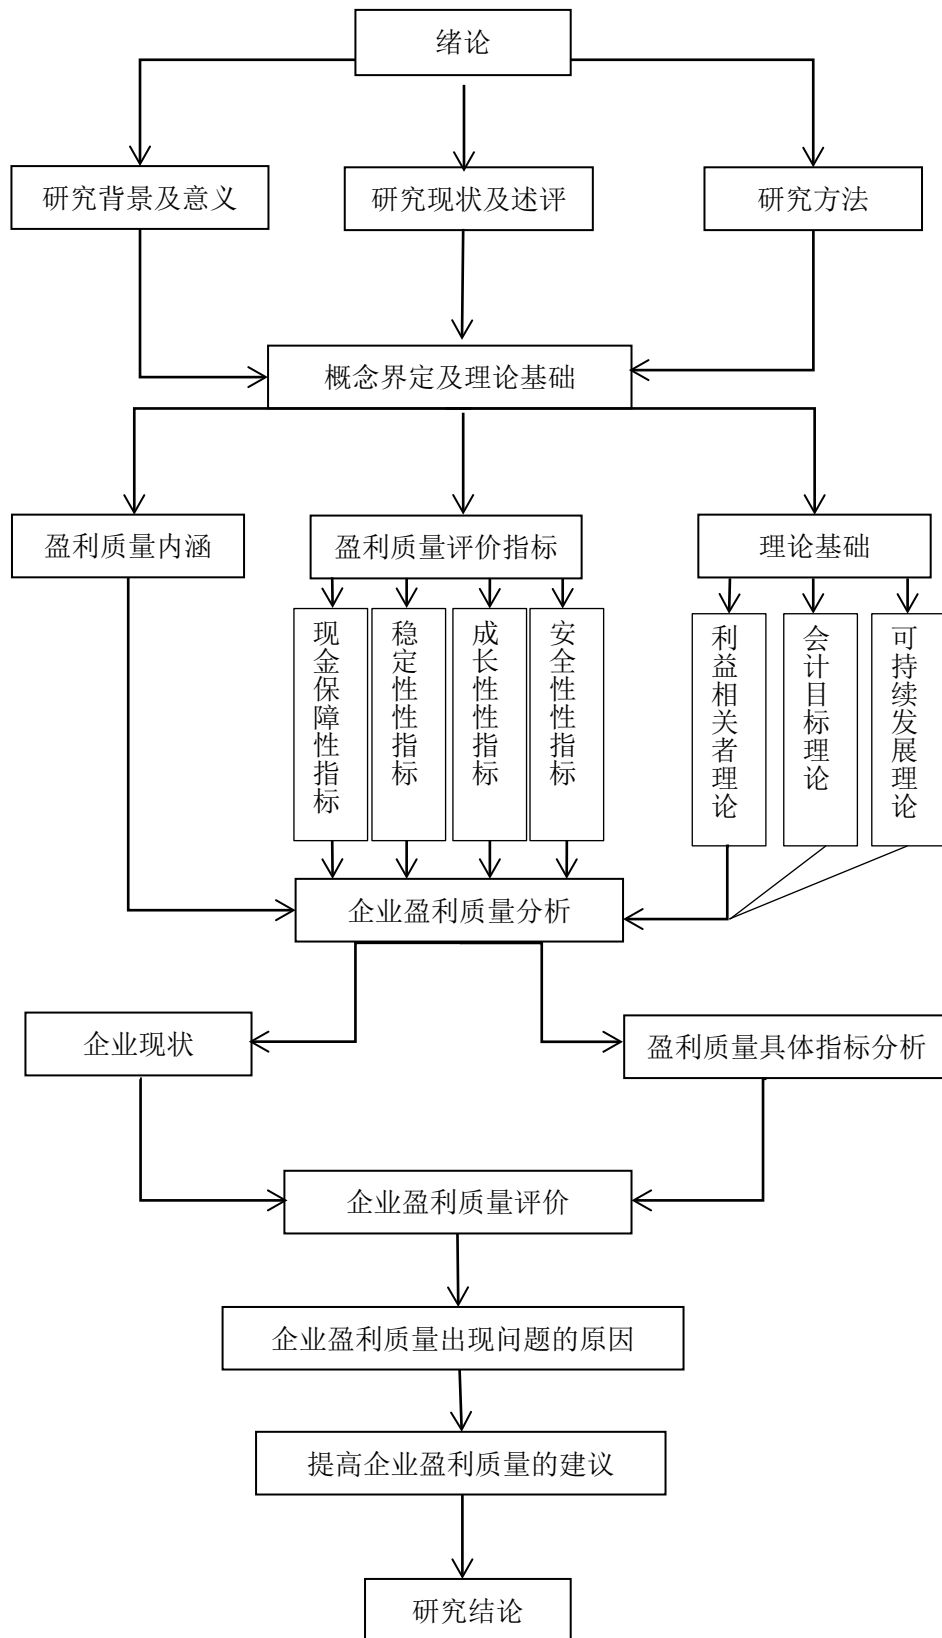 绪论
研究背景及意义
研究现状及述评
研究方法
概念界定及理论基础
盈利质量内涵
盈利质量评价指标
理论基础
现金保障性指标
稳定性性指标
成长性性指标
安全性性指标
利益相关者理论
会计目标理论
可持续发展理论
企业盈利质量分析
企业现状
盈利质量具体指标分析
企业盈利质量评价
企业盈利质量出现问题的原因
提高企业盈利质量的建议
研究结论